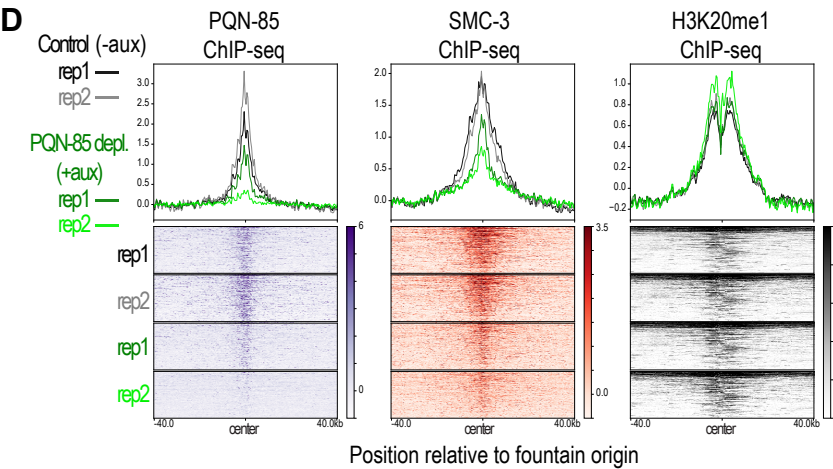 D
Control (-aux)
rep1
rep2
PQN-85 depl.
(+aux)
rep1
rep2
PQN-85
ChIP-seq
3.0
2.5
2.0
1.5
1.0
0.5
0.0
SMC-3
ChIP-seq
2.0
1.5
1.0
0.5
0.0
H3K20me1
ChIP-seq
1.0
0.8
0.6
0.4
0.2
0.0
−0.2
rep1
rep2
rep1
rep2
6
0
3.5
0.0
-40.0 center 40.0kb
-40.0 center 40.0kb
-40.0 center 40.0kb
Position relative to fountain origin